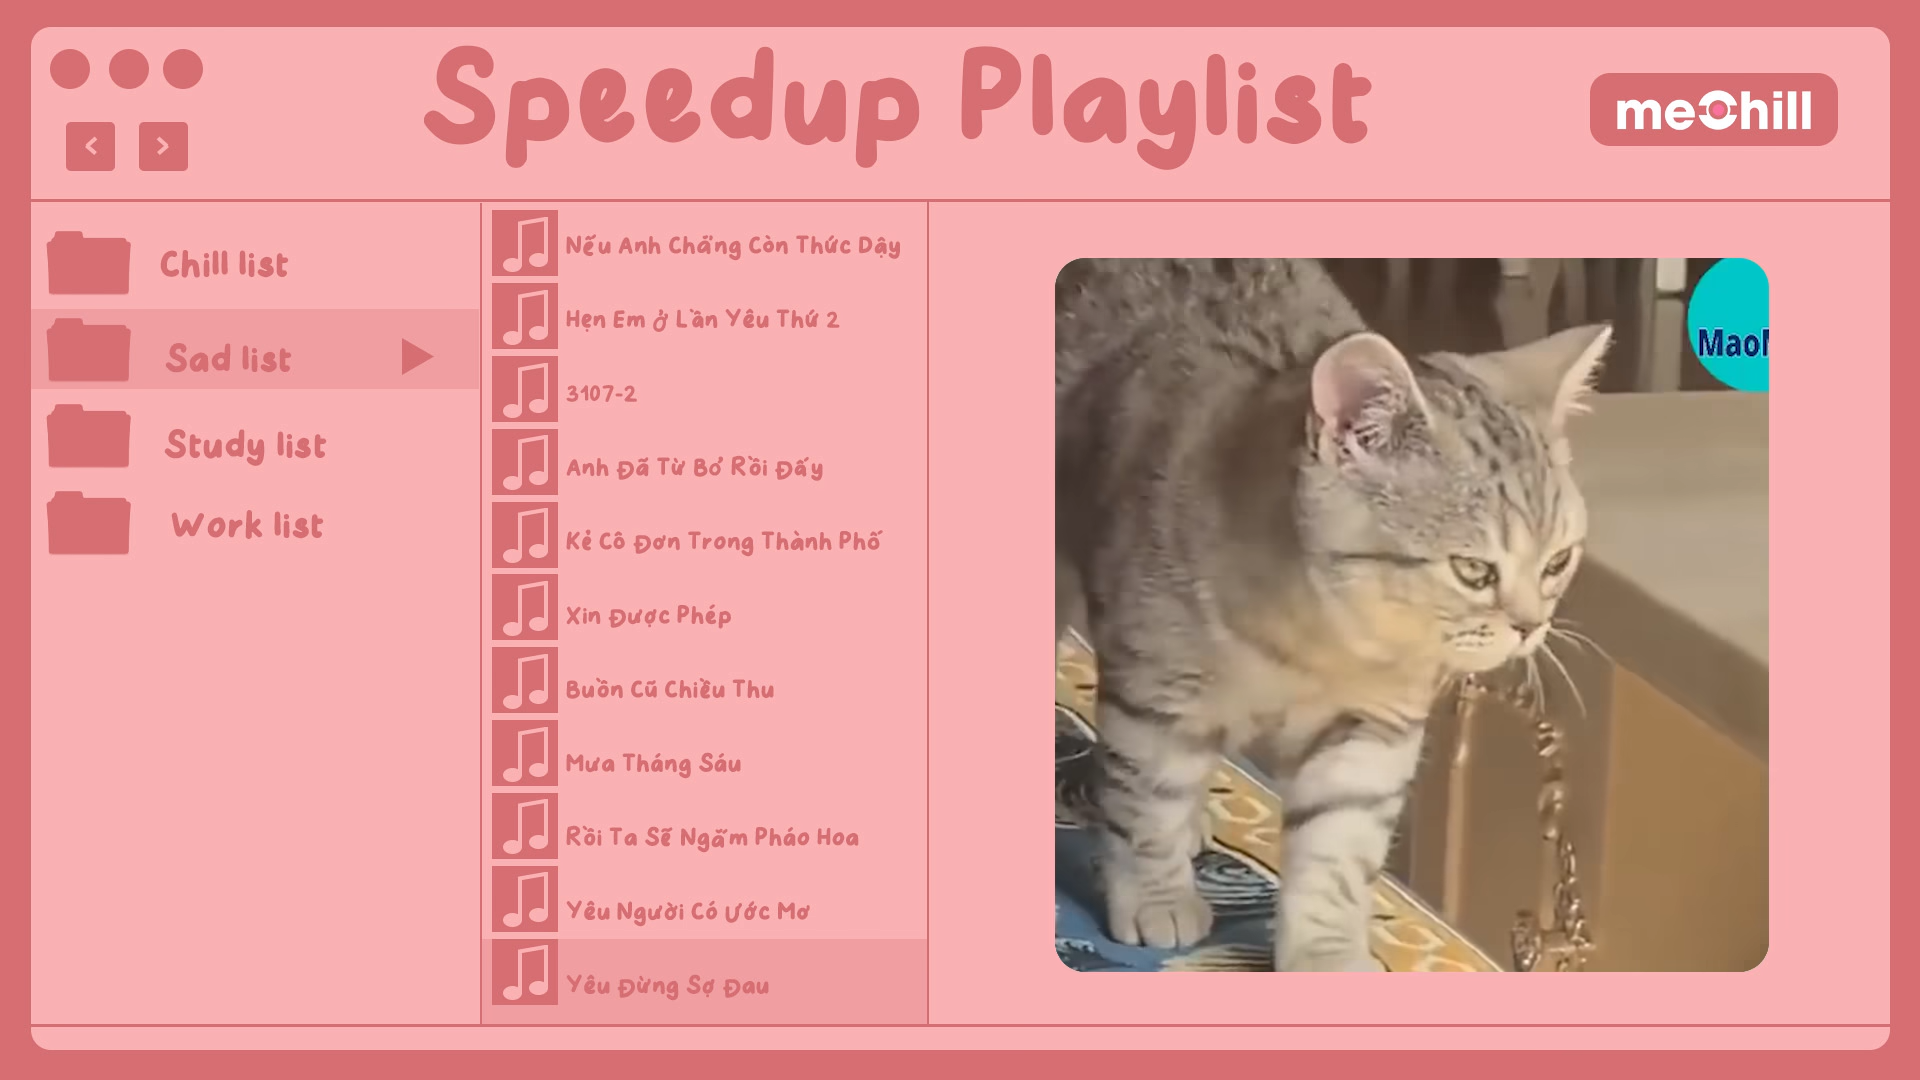 Speedup Playlist
mechill
Chill list
Sad list
Study list
Work list
Nếu Anh Chẳng Còn Thức Dậy
Hẹn Em ở Lần Yêu Thứ 2
3107-2
Anh Đã Từ Bỏ Rồi Đấy
Kẻ Cô Đơn Trong Thành Phố
Xin Được Phép
Buồn Cũ Chiều Thu
Mưa Tháng Sáu
Rồi Ta Sẽ Ngắm Pháo Hoa
Yêu Người Có Ước Mơ
Yêu Đừng Sợ Đau